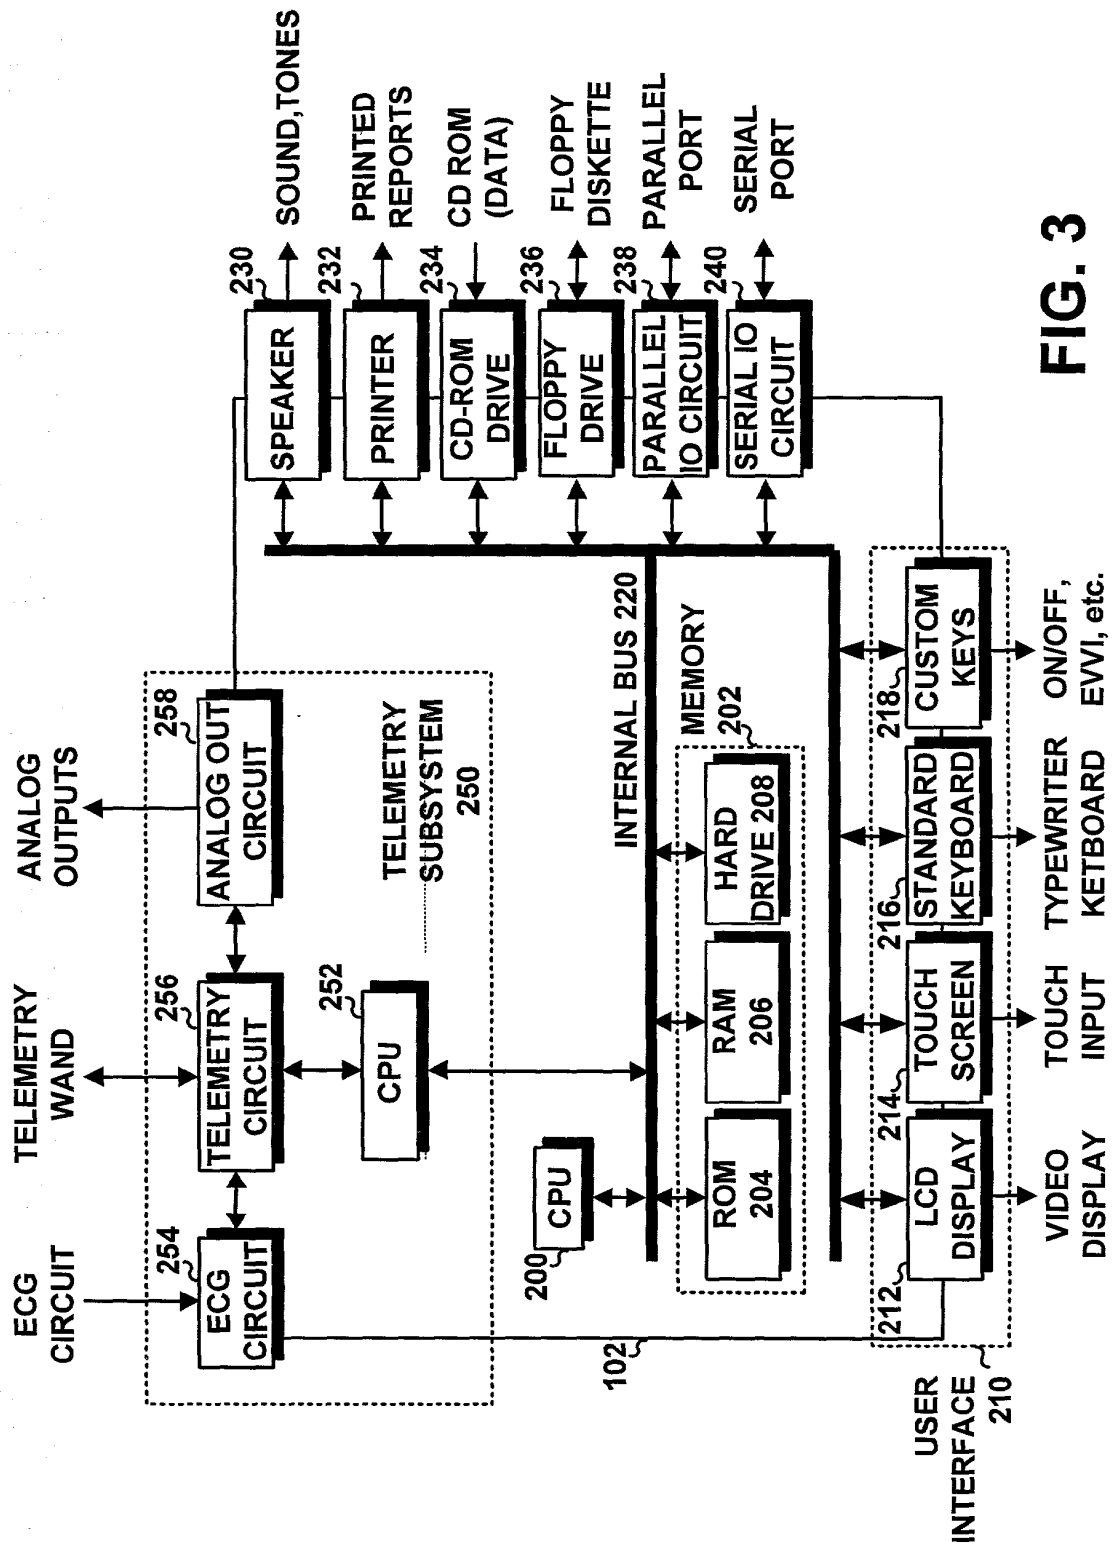 ECG
CIRCUIT
TELEMETRY
WAND
ANALOG
OUTPUTS
254
ECG
CIRCUIT
256
TELEMETRY
CIRCUIT
258
ANALOG OUT
CIRCUIT
252
CPU
TELEMETRY
SUBSYSTEM
250
230
SPEAKER
SOUND,TONES
232
PRINTER
PRINTED
REPORTS
234
CD-ROM
DRIVE
CD ROM
(DATA)
236
FLOPPY
DRIVE
FLOPPY
DISKETTE
238
PARALLEL
IO CIRCUIT
PARALLEL
PORT
240
SERIAL IO
CIRCUIT
SERIAL
PORT
CPU
200
INTERNAL BUS 220
MEMORY
202
ROM
204
RAM
206
HARD
DRIVE 208
102
USER
INTERFACE
210
212
LCD
DISPLAY
214
TOUCH
SCREEN
216
STANDARD
KEYBOARD
218
CUSTOM
KEYS
VIDEO
DISPLAY
TOUCH
INPUT
TYPEWRITER
KETBOARD
ON/OFF,
EVVI, etc.
FIG. 3